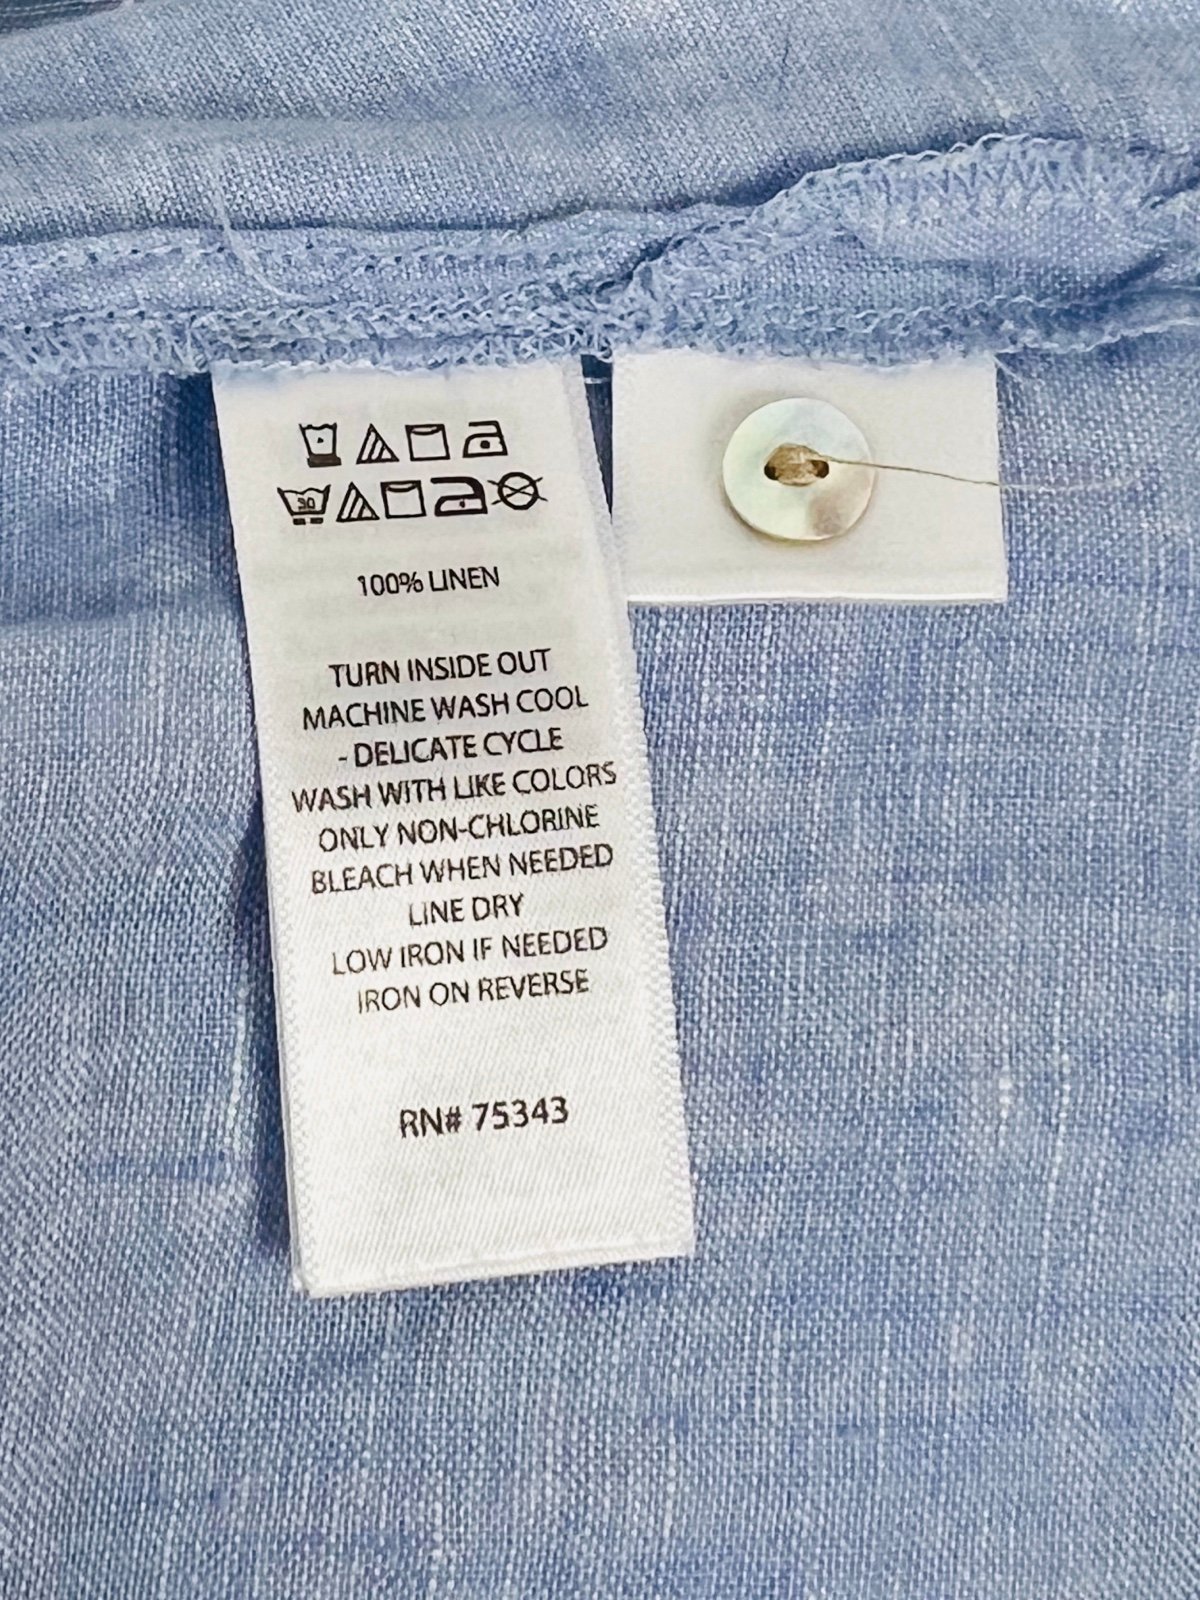 30
100% LINEN
TURN INSIDE OUT
MACHINE WASH COOL
- DELICATE CYCLE
WASH WITH LIKE COLORS
ONLY NON-CHLORINE
BLEACH WHEN NEEDED
LINE DRY
LOW IRON IF NEEDED
IRON ON REVERSE
RN# 75343